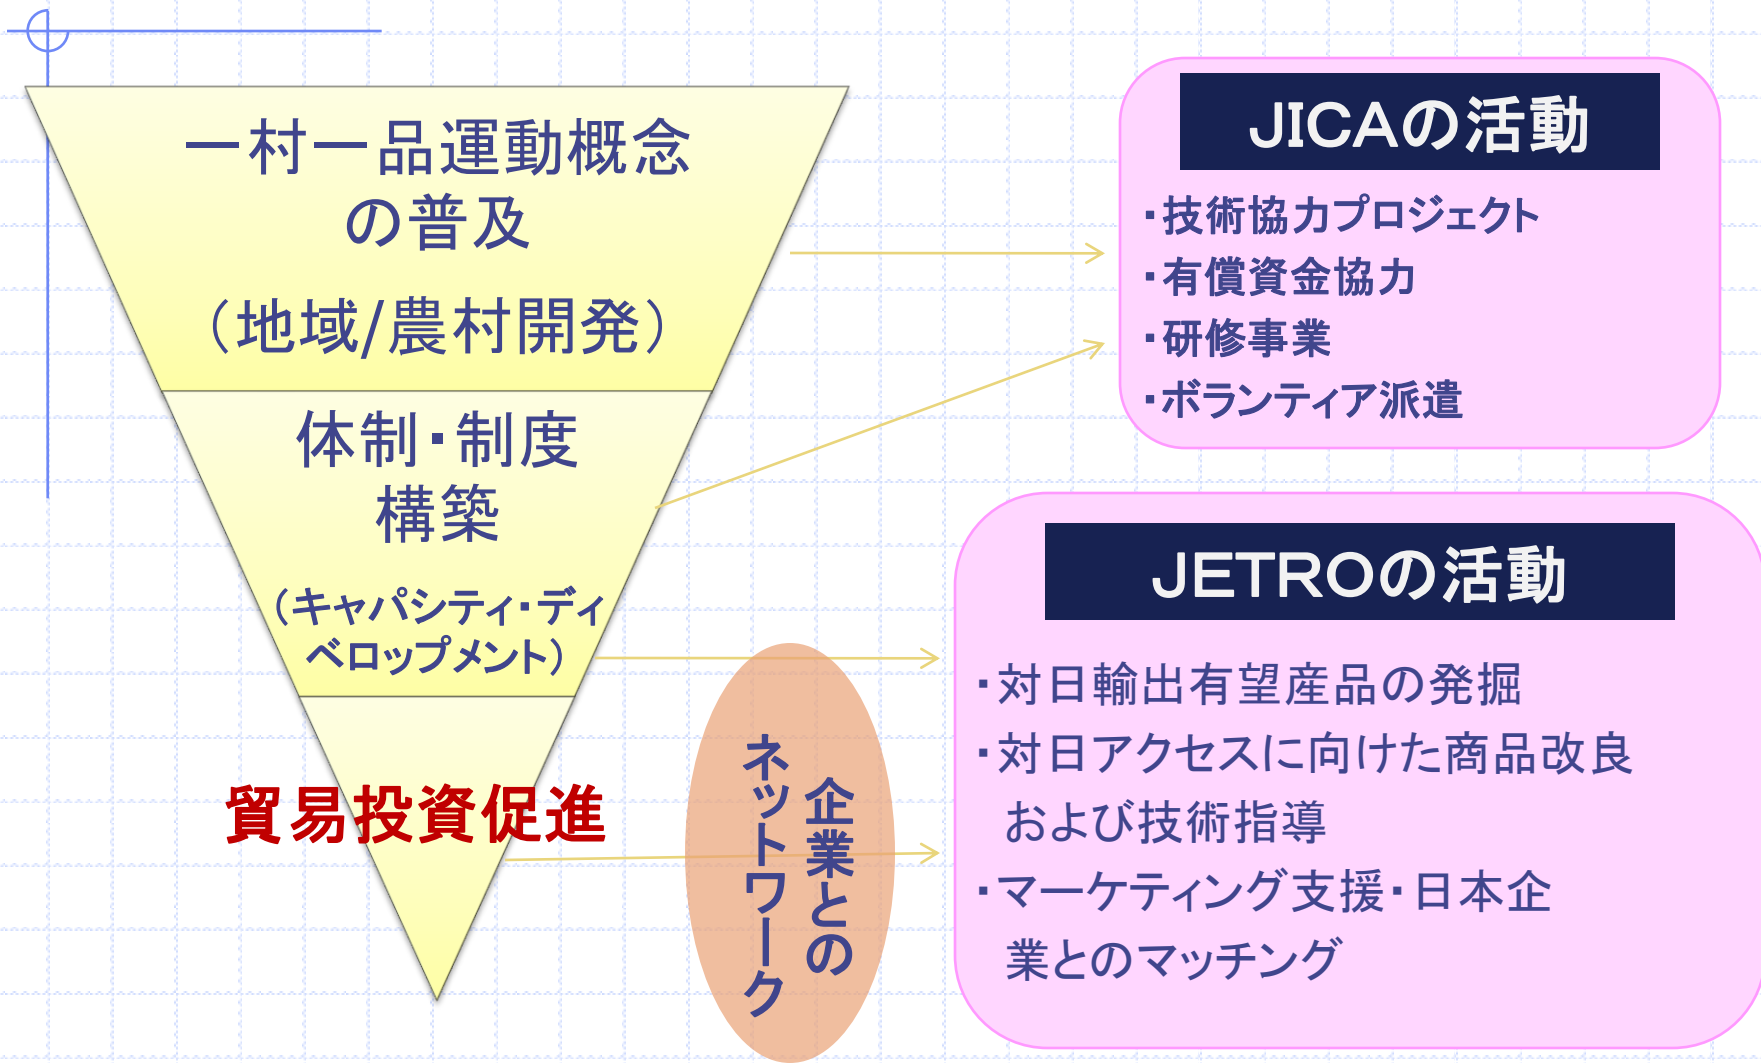 一村一品運動概念
の普及
（地域/農村開発）
体制・制度
構築
（キャパシティ・ディ
ベロップメント）
貿易投資促進
企業との
ネットワーク
JICAの活動
・技術協力プロジェクト
・有償資金協力
・研修事業
・ボランティア派遣
JETROの活動
・対日輸出有望産品の発掘
・対日アクセスに向けた商品改良
および技術指導
・マーケティング支援・日本企
業とのマッチング